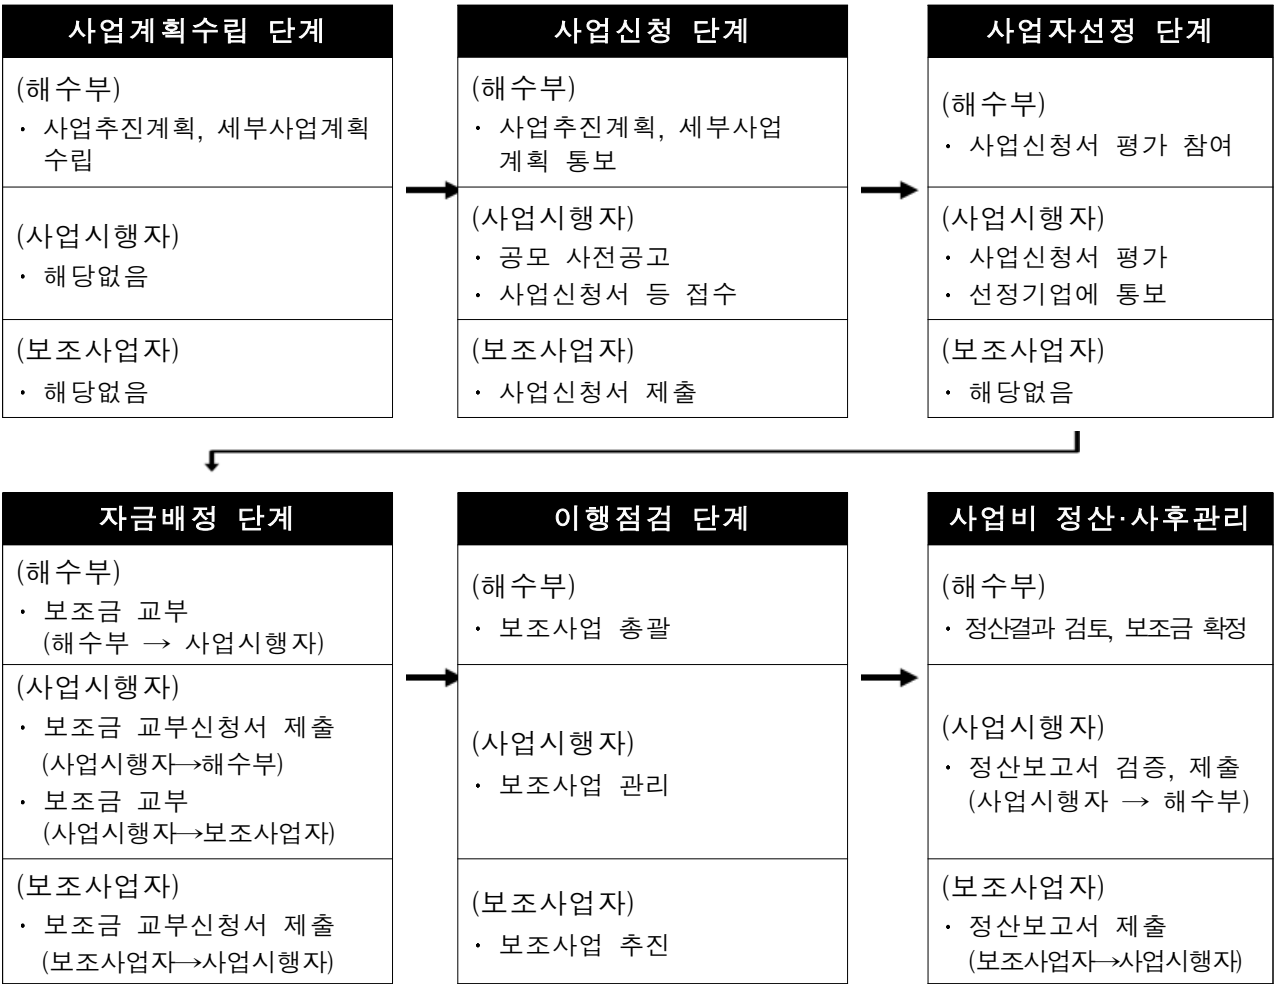 사업계획수립 단계
(해수부)
· 사업추진계획, 세부사업계획
수립
(사업시행자)
· 해당없음
(보조사업자)
· 해당없음
사업신청 단계
(해수부)
· 사업추진계획, 세부사업
계획 통보
(사업시행자)
· 공모 사전공고
· 사업신청서 등 접수
(보조사업자)
· 사업신청서 제출
사업자선정 단계
(해수부)
· 사업신청서 평가 참여
(사업시행자)
· 사업신청서 평가
· 선정기업에 통보
(보조사업자)
· 해당없음
자금배정 단계
(해수부)
· 보조금 교부
(해수부 → 사업시행자)
(사업시행자)
· 보조금 교부신청서 제출
(사업시행자→해수부)
· 보조금 교부
(사업시행자→보조사업자)
(보조사업자)
· 보조금 교부신청서 제출
(보조사업자→사업시행자)
이행점검 단계
(해수부)
· 보조사업 총괄
(사업시행자)
· 보조사업 관리
(보조사업자)
· 보조사업 추진
사업비 정산·사후관리
(해수부)
· 정산결과 검토, 보조금 확정
(사업시행자)
· 정산보고서 검증, 제출
(사업시행자 → 해수부)
(보조사업자)
· 정산보고서 제출
(보조사업자→사업시행자)